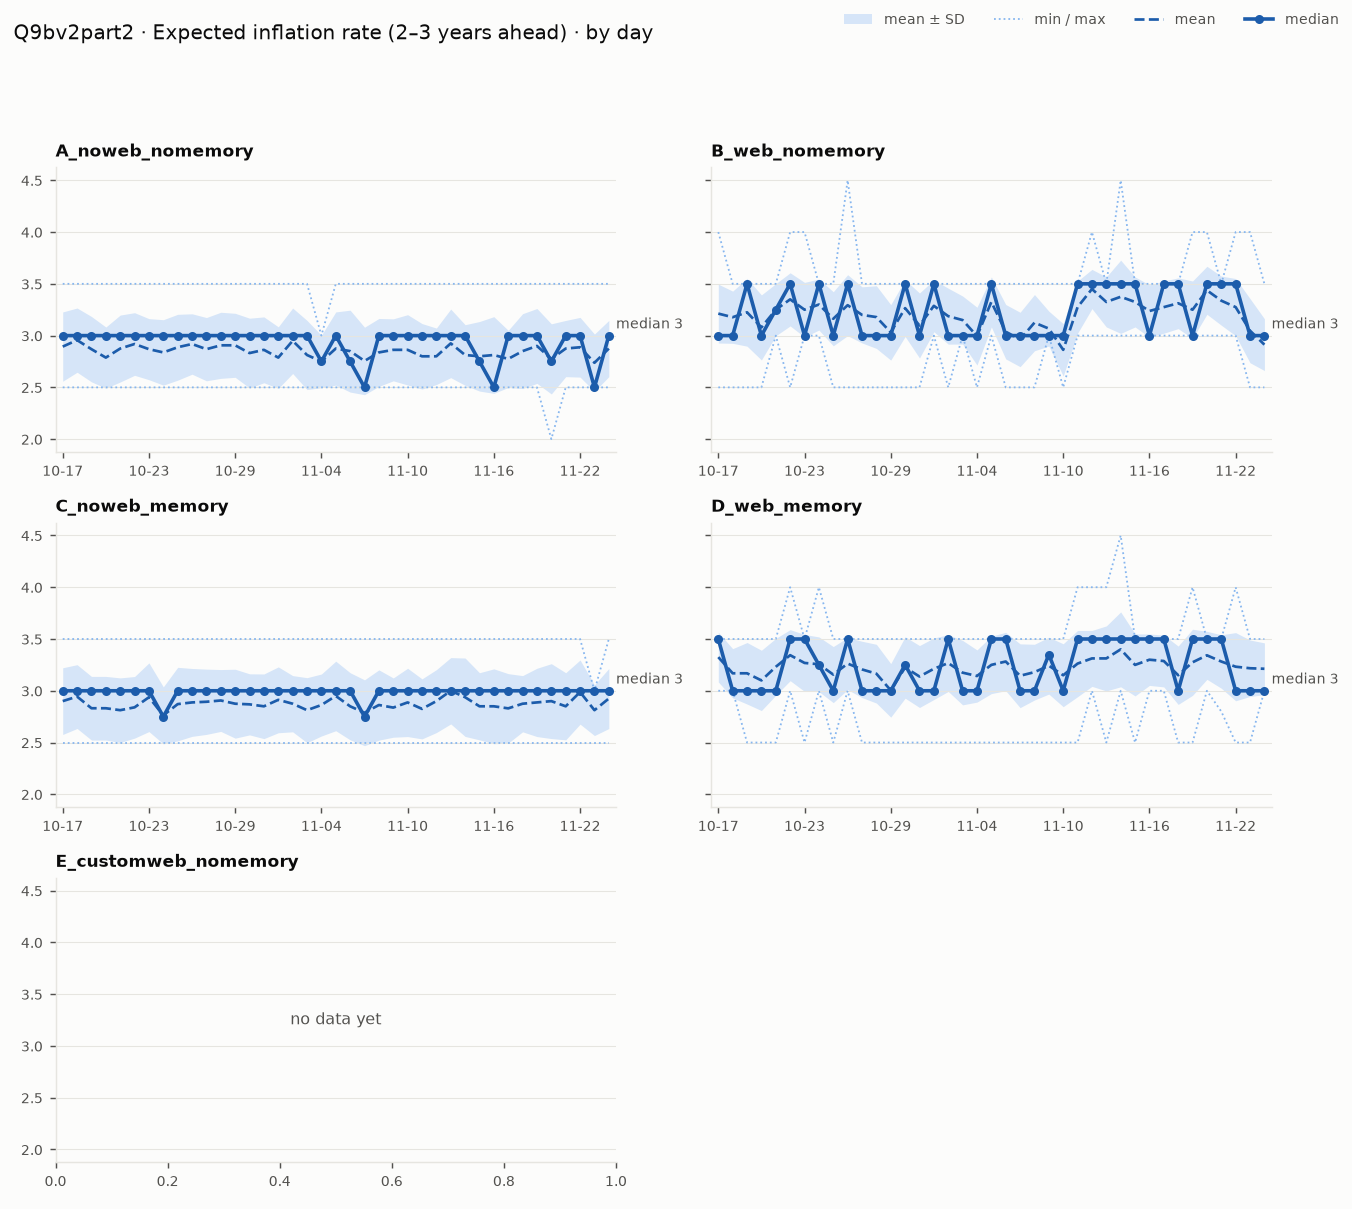 Q9bv2part2 · Expected inflation rate (2–3 years ahead) · by day
mean ± SD   min / max   mean   median
A_noweb_nomemory
4.5
4.0
3.5
3.0
2.5
2.0
median 3
10-17 10-23 10-29 11-04 11-10 11-16 11-22
B_web_nomemory
median 3
10-17 10-23 10-29 11-04 11-10 11-16 11-22
C_noweb_memory
4.5
4.0
3.5
3.0
2.5
2.0
median 3
10-17 10-23 10-29 11-04 11-10 11-16 11-22
D_web_memory
median 3
10-17 10-23 10-29 11-04 11-10 11-16 11-22
E_customweb_nomemory
4.5
4.0
3.5
3.0
2.5
2.0
no data yet
0.0 0.2 0.4 0.6 0.8 1.0